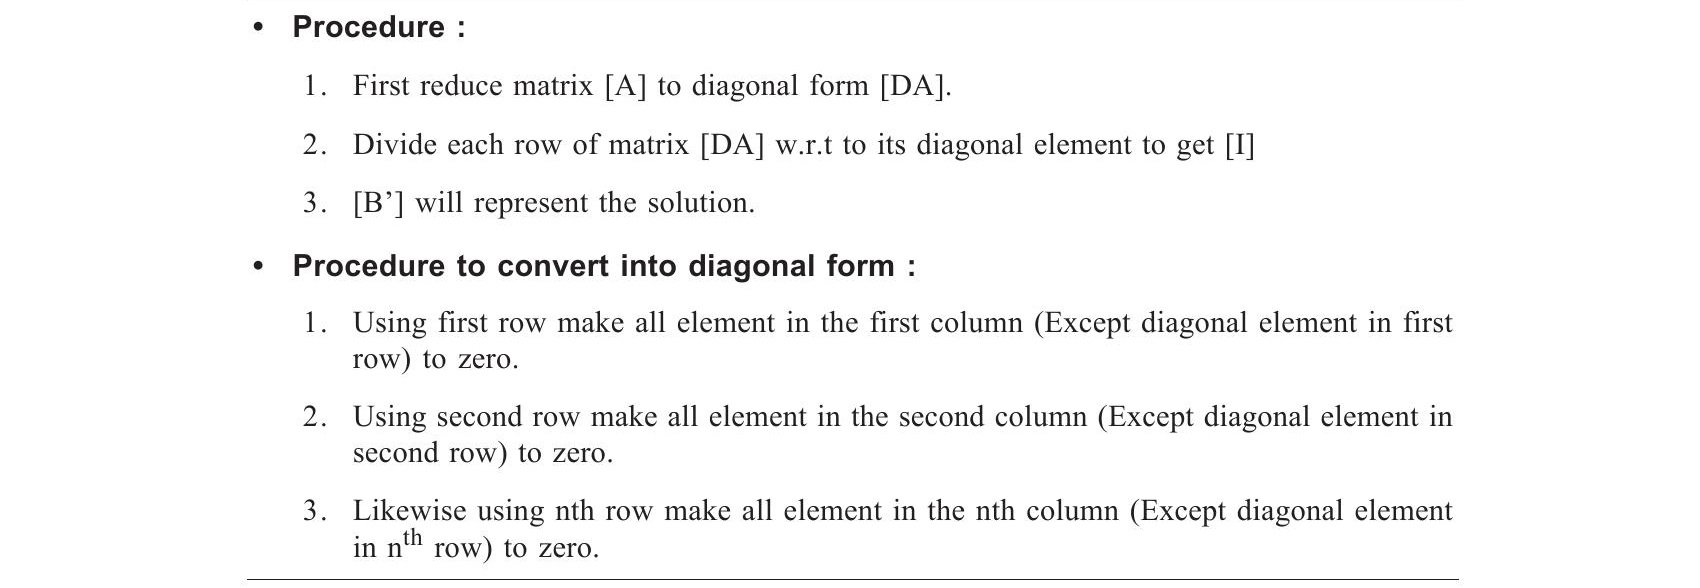 • Procedure :
1. First reduce matrix [A] to diagonal form [DA].
2. Divide each row of matrix [DA] w.r.t to its diagonal element to get [I]
3. [B’] will represent the solution.
• Procedure to convert into diagonal form :
1. Using first row make all element in the first column (Except diagonal element in first
row) to zero.
2. Using second row make all element in the second column (Except diagonal element in
second row) to zero.
3. Likewise using nth row make all element in the nth column (Except diagonal element
in nth row) to zero.